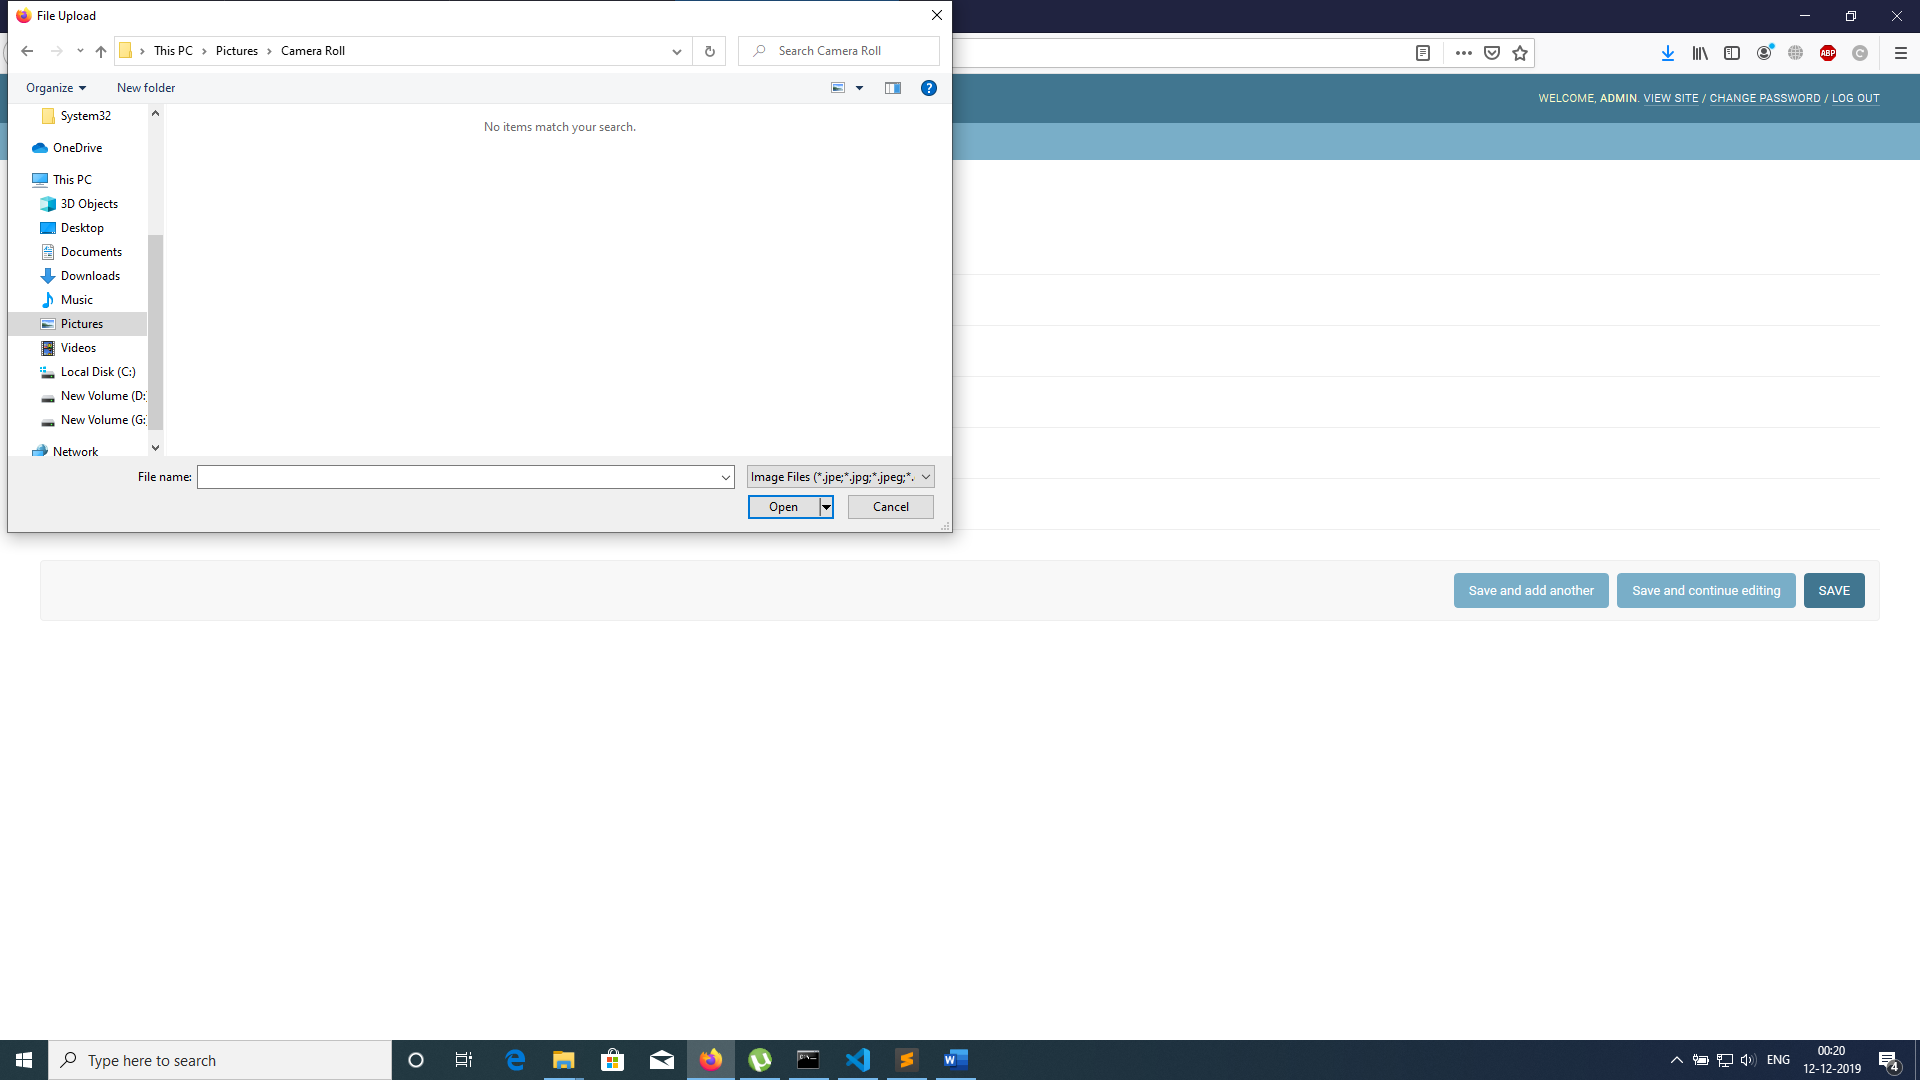 File Upload
This PC > Pictures > Camera Roll
Search Camera Roll
Organize
New folder
WELCOME, ADMIN. VIEW SITE / CHANGE PASSWORD / LOG OUT
System32
No items match your search.
OneDrive
This PC
3D Objects
Desktop
Documents
Downloads
Music
Pictures
Videos
Local Disk (C:)
New Volume (D:
New Volume (G:
Network
File name:
Image Files (*.jpe;*.jpg;*.jpeg;*.
Open
Cancel
Save and add another
Save and continue editing
SAVE
ABP
Type here to search
ENG
00:20
12-12-2019
4